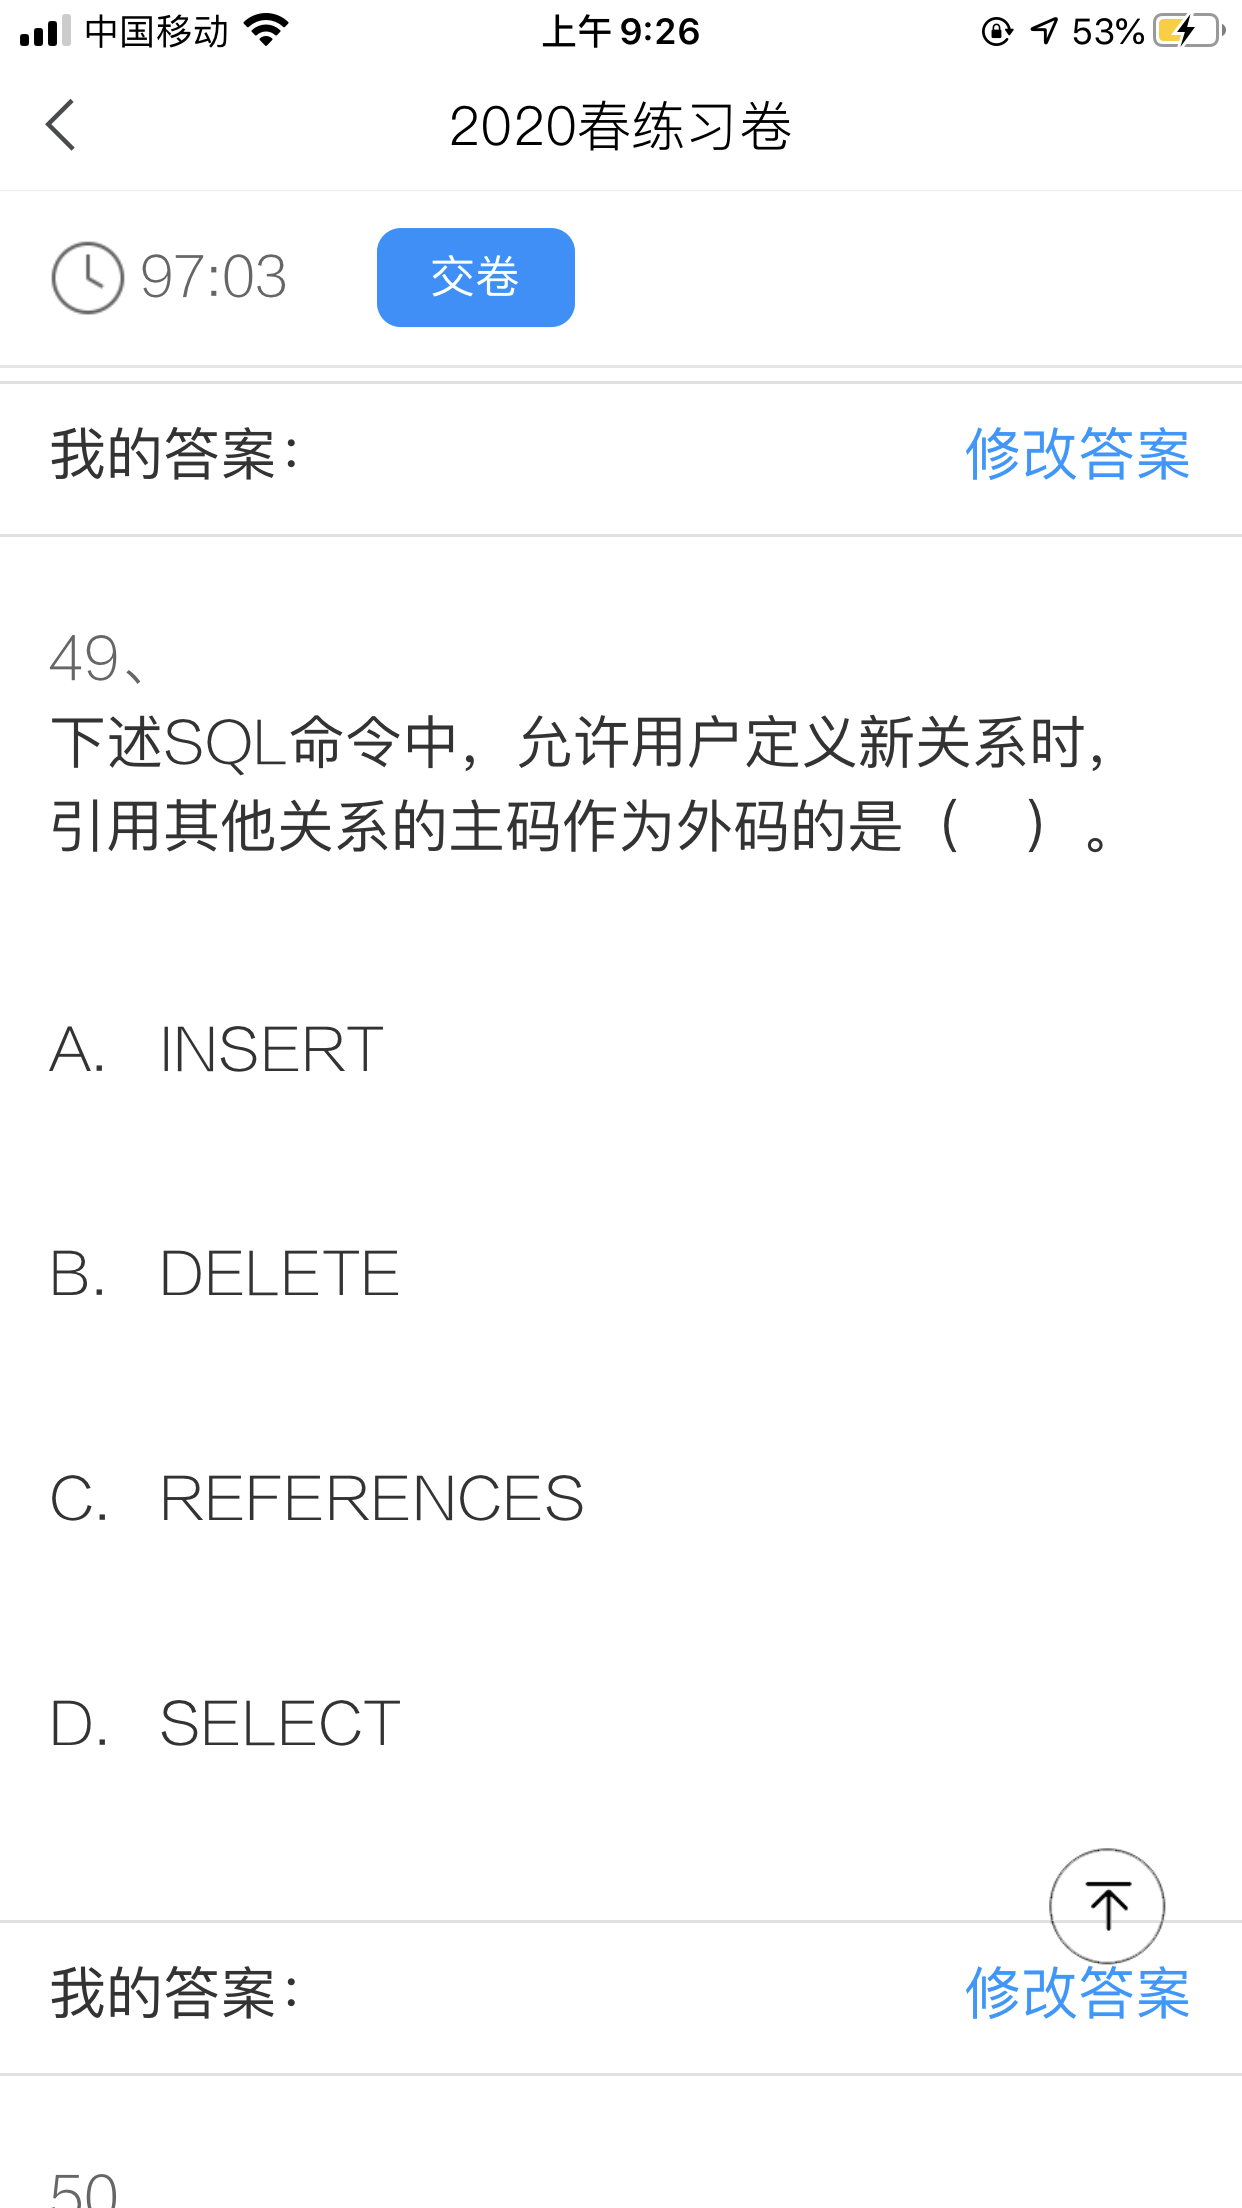 中国移动 上午 9:26 53%
2020春练习卷
97:03 交卷
我的答案： 修改答案
49、
下述SQL命令中，允许用户定义新关系时，
引用其他关系的主码作为外码的是（ ）。
A. INSERT
B. DELETE
C. REFERENCES
D. SELECT
我的答案： 修改答案
50